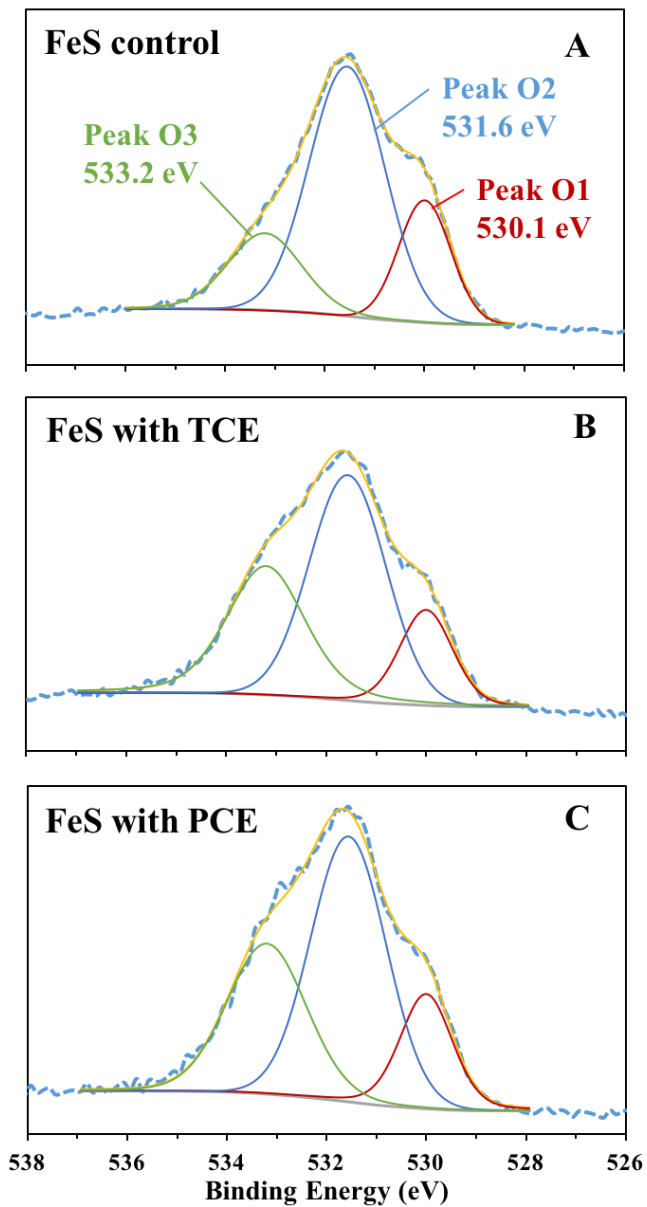 FeS control
A
Peak O2
531.6 eV
Peak O3
533.2 eV
Peak O1
530.1 eV
FeS with TCE
B
FeS with PCE
C
538 536 534 532 530 528 526
Binding Energy (eV)